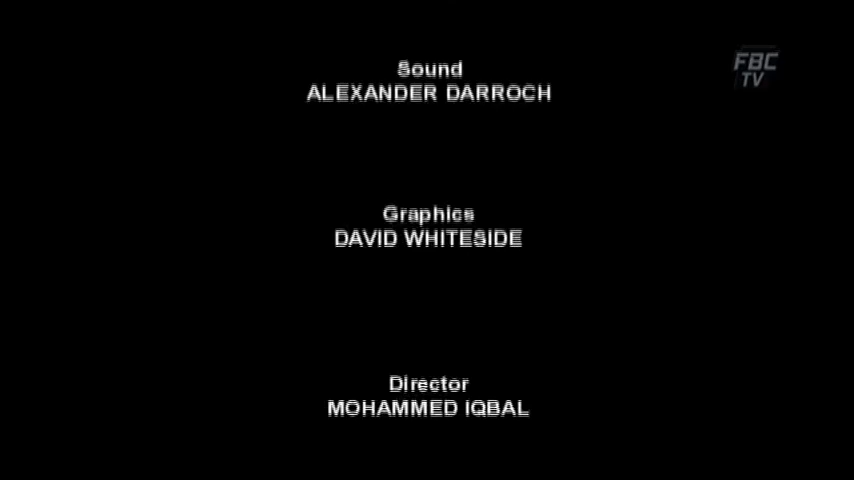 Sound
ALEXANDER DARROCH
FBC
TV
Graphics
DAVID WHITESIDE
Director
MOHAMMED IQBAL